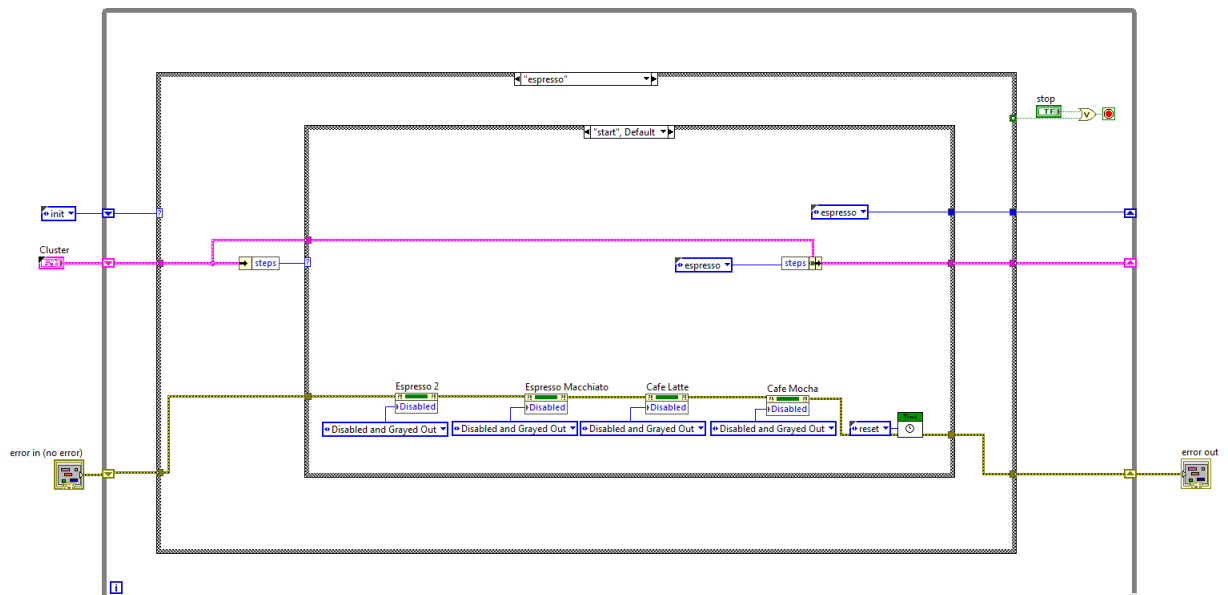 "espresso"
stop
TF
V
"start", Default
init
espresso
Cluster
steps
espresso
steps
Espresso 2
Espresso Macchiato
Cafe Latte
Cafe Mocha
Disabled
Disabled
Disabled
Disabled
Disabled and Grayed Out
Disabled and Grayed Out
Disabled and Grayed Out
Disabled and Grayed Out
reset
error in (no error)
error out
i